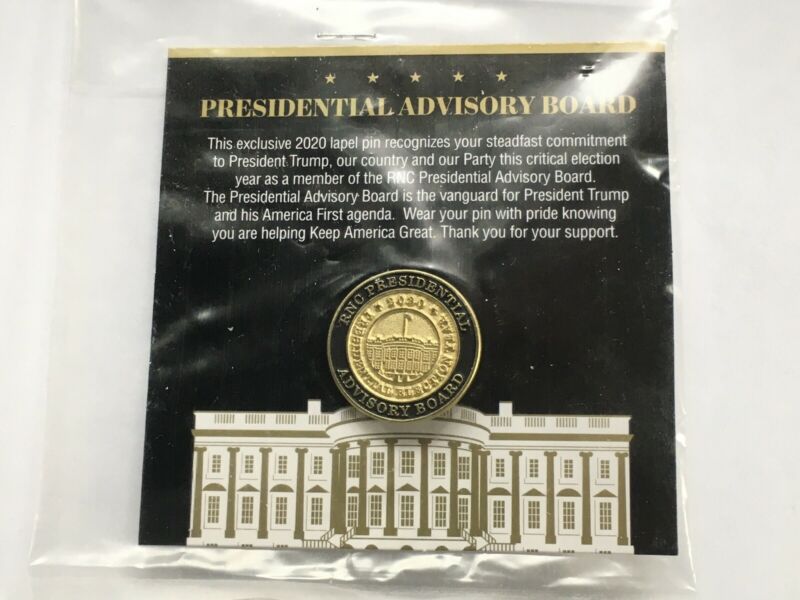 PRESIDENTIAL ADVISORY BOARD
This exclusive 2020 lapel pin recognizes your steadfast commitment
to President Trump, our country and our Party this critical election
year as a member of the RNC Presidential Advisory Board.
The Presidential Advisory Board is the vanguard for President Trump
and his America First agenda. Wear your pin with pride knowing
you are helping Keep America Great. Thank you for your support.
RNC PRESIDENTIAL
2020
PRESIDENTIAL ELECTION YEAR
ADVISORY BOARD